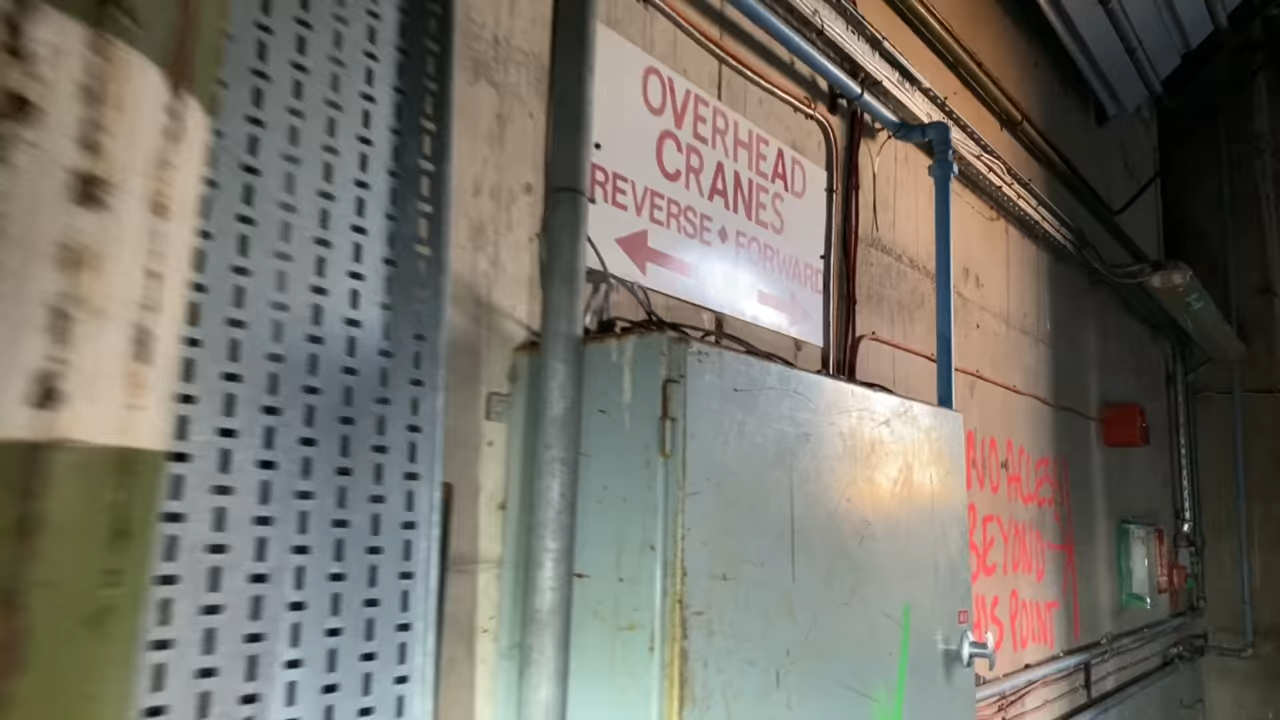 OVERHEAD
CRANES
REVERSE ◆ FORWARD
NO ACCESS
BEYOND
THIS POINT